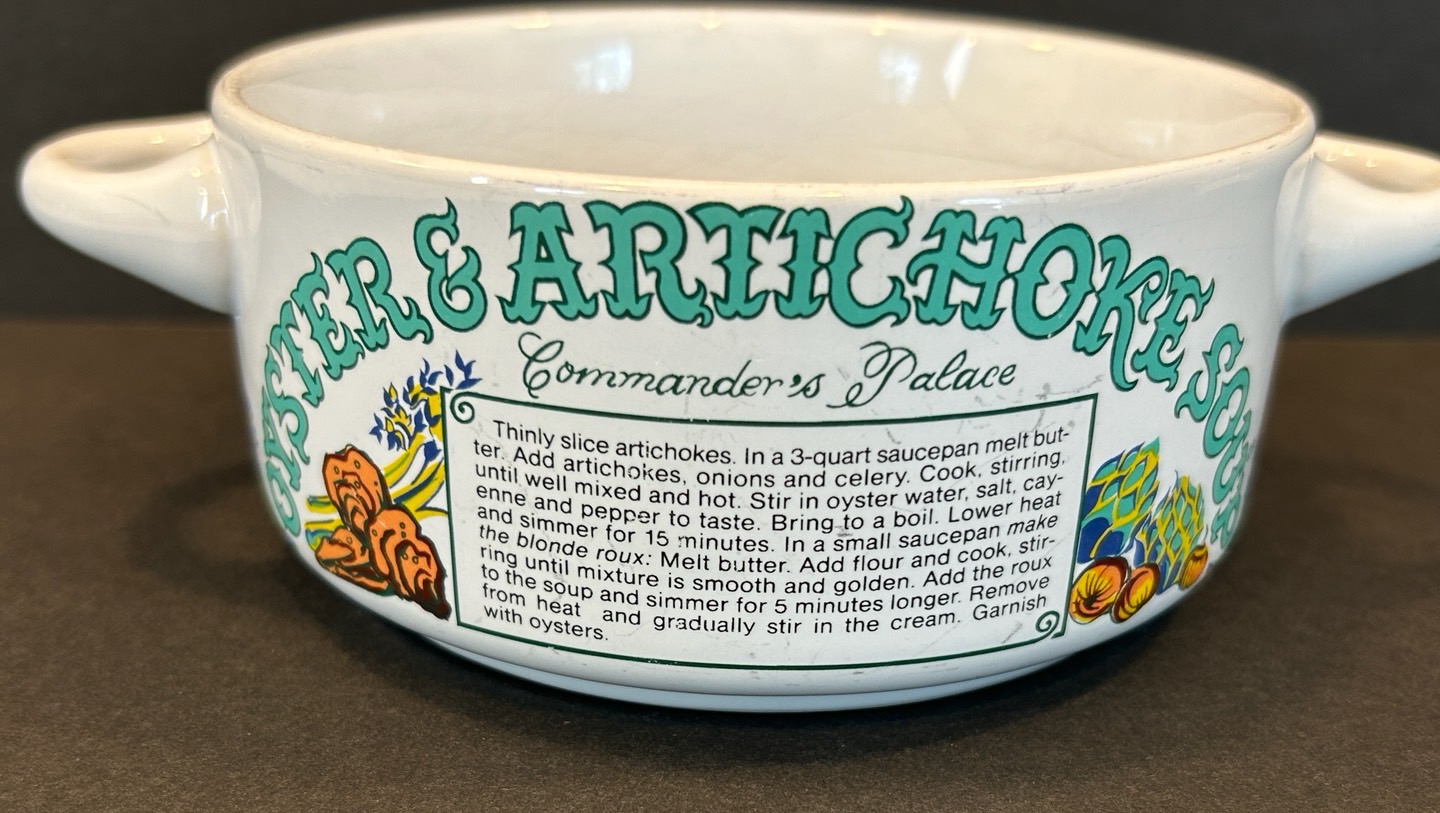 OYSTER & ARTICHOKE SOUP
Commander's Palace
Thinly slice artichokes. In a 3-quart saucepan melt but-
ter. Add artichokes, onions and celery. Cook, stirring,
until well mixed and hot. Stir in oyster water, salt, cay-
enne and pepper to taste. Bring to a boil. Lower heat
and simmer for 15 minutes. In a small saucepan make
the blonde roux: Melt butter. Add flour and cook, stir-
ring until mixture is smooth and golden. Add the roux
to the soup and simmer for 5 minutes longer. Remove
from heat and gradually stir in the cream. Garnish
with oysters.